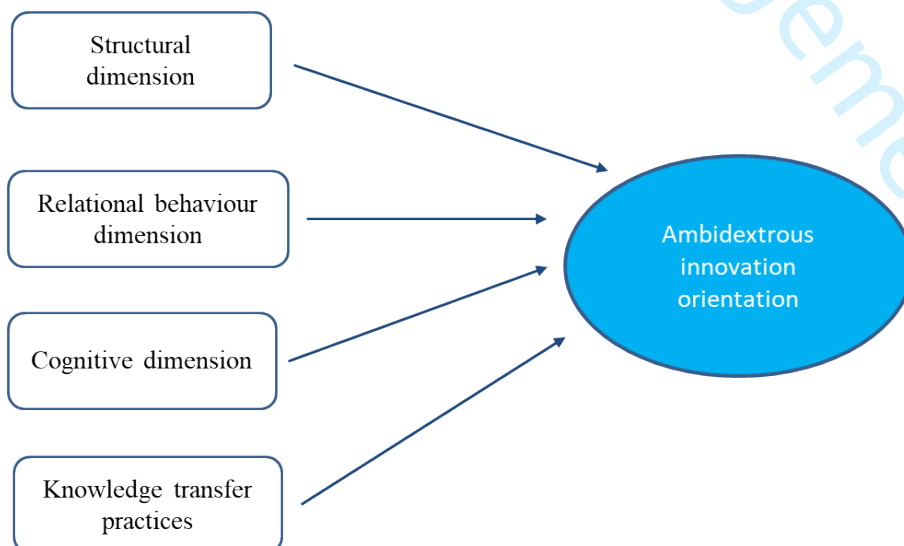 Structural
dimension
Relational behaviour
dimension
Cognitive dimension
Knowledge transfer
practices
Ambidextrous
innovation
orientation